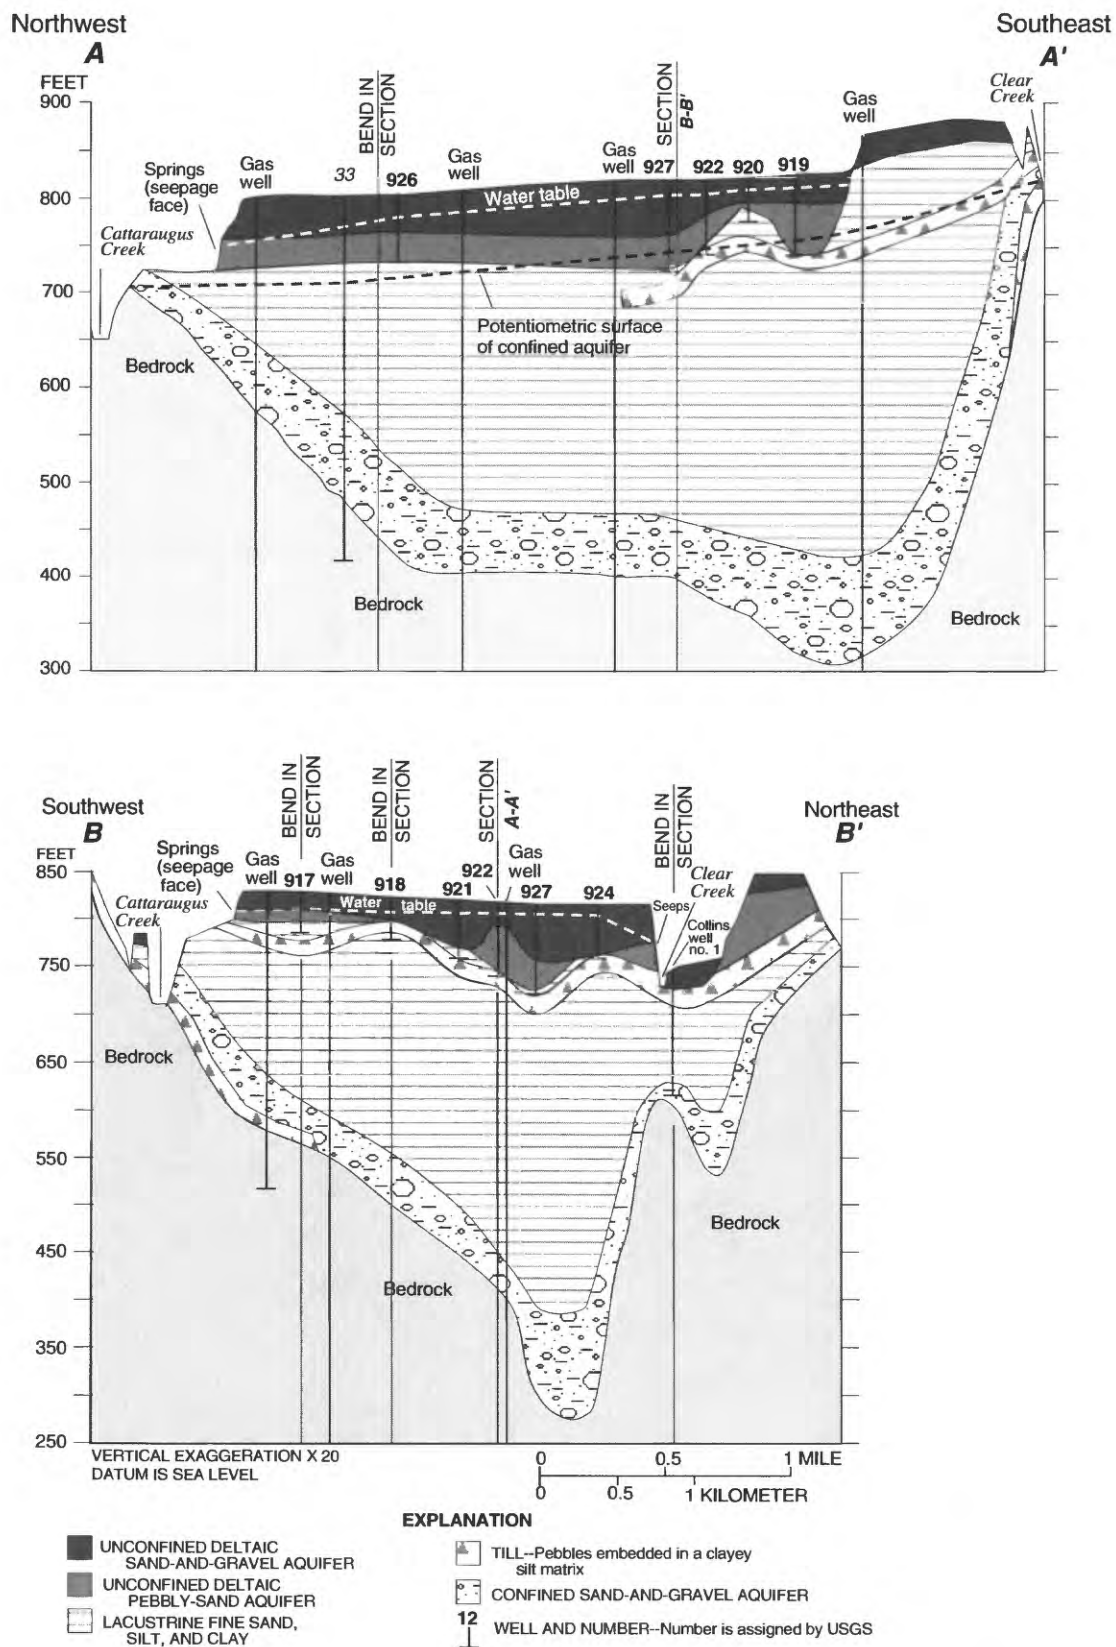 Northwest
A
Southeast
A'
FEET
900
800
700
600
500
400
300
BEND IN
SECTION
SECTION
B-B'
Gas
well
Clear
Creek
Springs
(seepage
face)
Gas
well
33
926
Gas
well
Gas
well
927
922
920
919
Cattaraugus
Creek
Water table
Potentiometric surface
of confined aquifer
Bedrock
Bedrock
Bedrock
Southwest
B
Northeast
B'
FEET
850
750
650
550
450
350
250
BEND IN
SECTION
BEND IN
SECTION
SECTION
A-A'
BEND IN
SECTION
Springs
(seepage
face)
Gas
well
917
Gas
well
918
921
922
Gas
well
927
924
Clear
Creek
Cattaraugus
Creek
Water table
Seeps
Collins
well
no. 1
Bedrock
Bedrock
Bedrock
VERTICAL EXAGGERATION X 20
DATUM IS SEA LEVEL
0 0.5 1 MILE
0 0.5 1 KILOMETER
EXPLANATION
UNCONFINED DELTAIC
SAND-AND-GRAVEL AQUIFER
UNCONFINED DELTAIC
PEBBLY-SAND AQUIFER
LACUSTRINE FINE SAND,
SILT, AND CLAY
TILL--Pebbles embedded in a clayey
silt matrix
CONFINED SAND-AND-GRAVEL AQUIFER
12
WELL AND NUMBER--Number is assigned by USGS